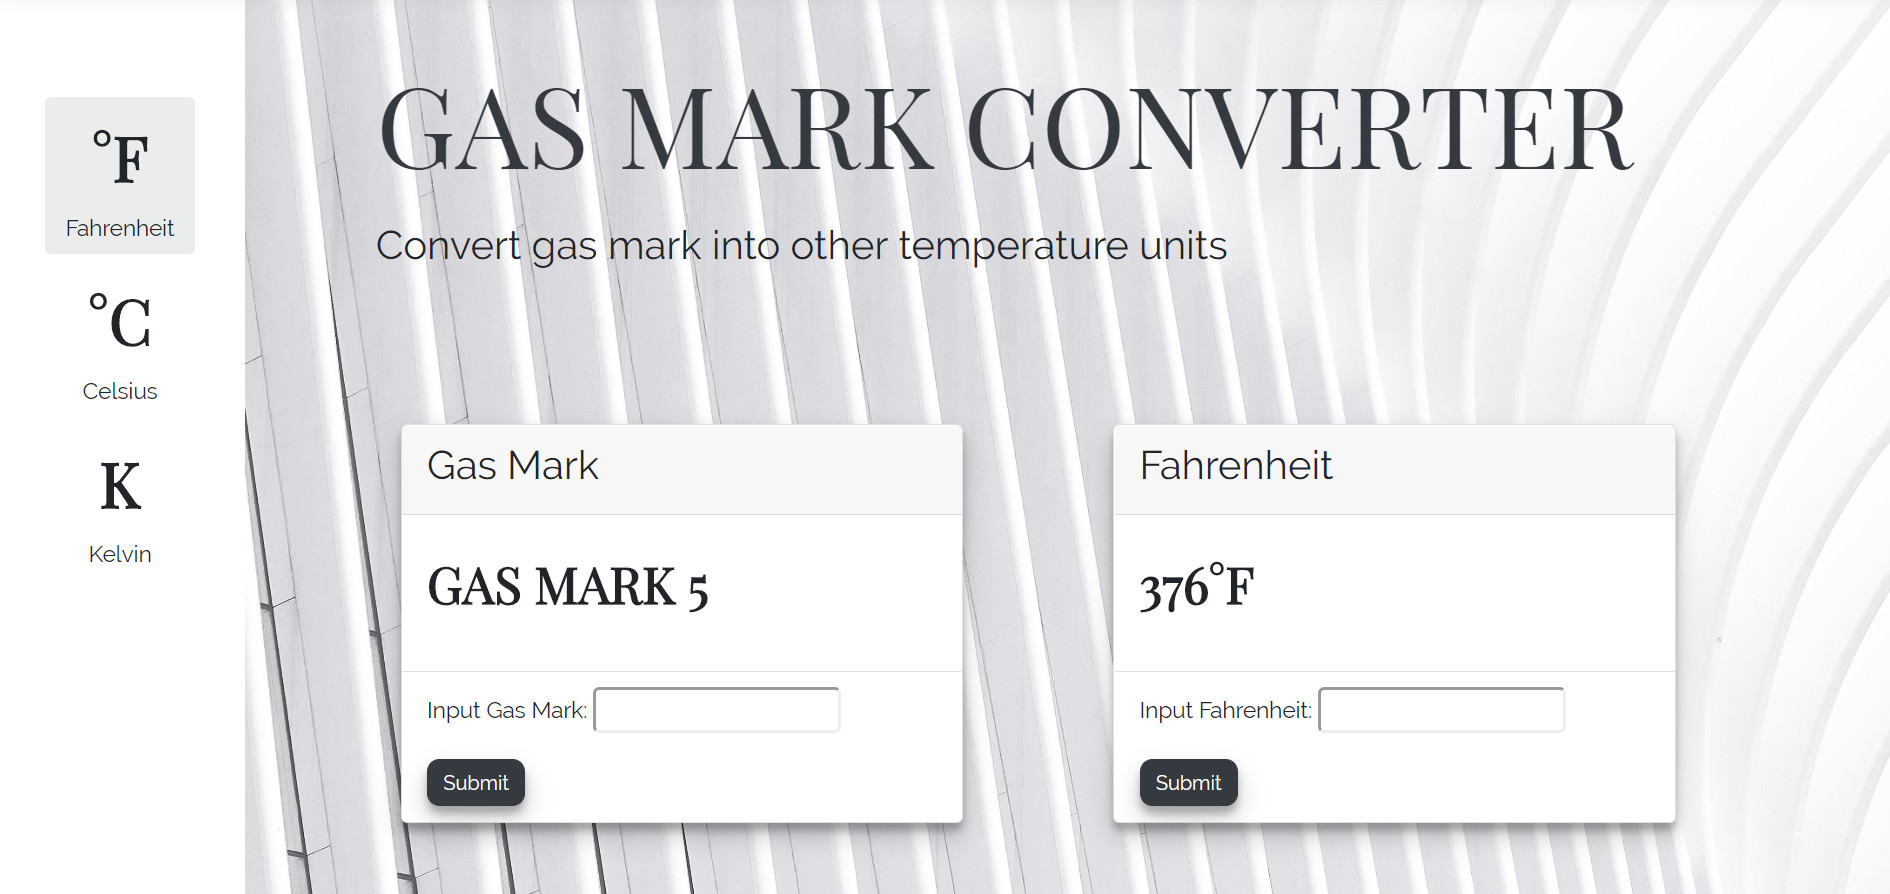 °F
Fahrenheit
°C
Celsius
K
Kelvin
GAS MARK CONVERTER
Convert gas mark into other temperature units
Gas Mark
GAS MARK 5
Input Gas Mark:
Submit
Fahrenheit
376°F
Input Fahrenheit:
Submit